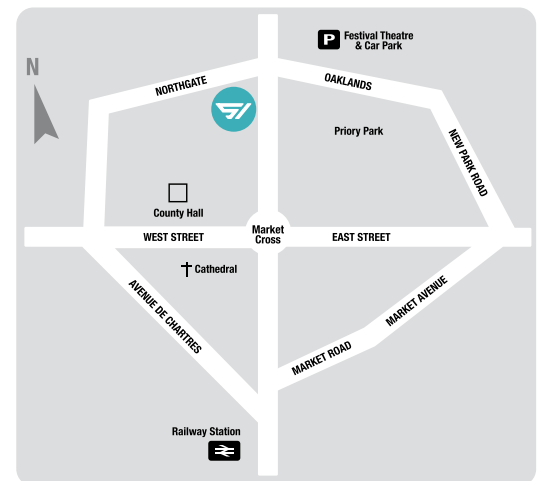 P
Festival Theatre
& Car Park
N
NORTHGATE
OAKLANDS
Priory Park
NEW PARK ROAD
County Hall
WEST STREET
Market
Cross
EAST STREET
Cathedral
AVENUE DE CHARTRES
MARKET AVENUE
MARKET ROAD
Railway Station